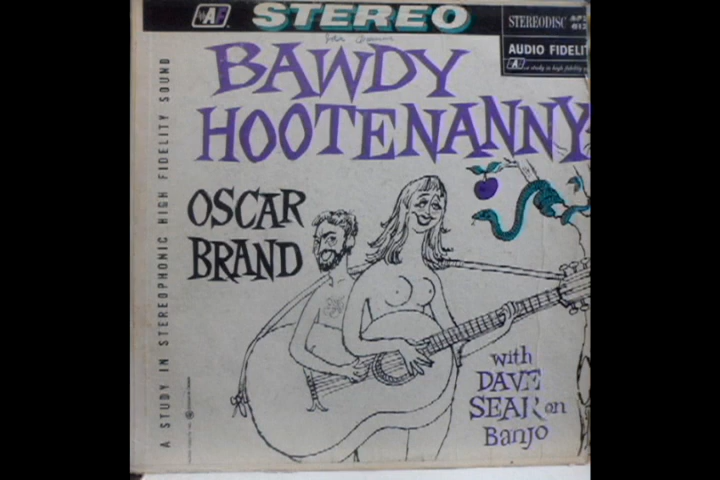 STEREO
STEREODISC
AUDIO FIDELIT
BAWDY
HOOTENANNY
OSCAR
BRAND
with
DAVE
SEAR on
Banjo
A STUDY IN STEREOPHONIC HIGH FIDELITY SOUND